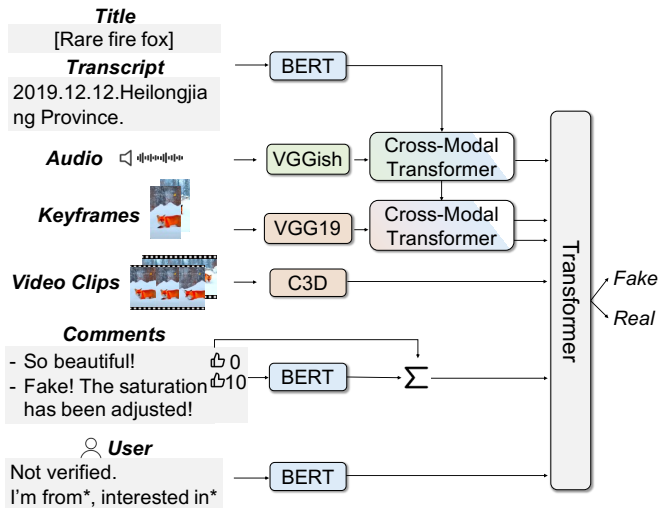 Title
[Rare fire fox]
Transcript
2019.12.12.Heilongjia
ng Province.
BERT
Audio
VGGish
Cross-Modal
Transformer
Keyframes
VGG19
Cross-Modal
Transformer
Video Clips
C3D
Transformer
Fake
Real
Comments
- So beautiful! 0
- Fake! The saturation 10
has been adjusted!
BERT
Σ
User
Not verified.
I'm from*, interested in*
BERT